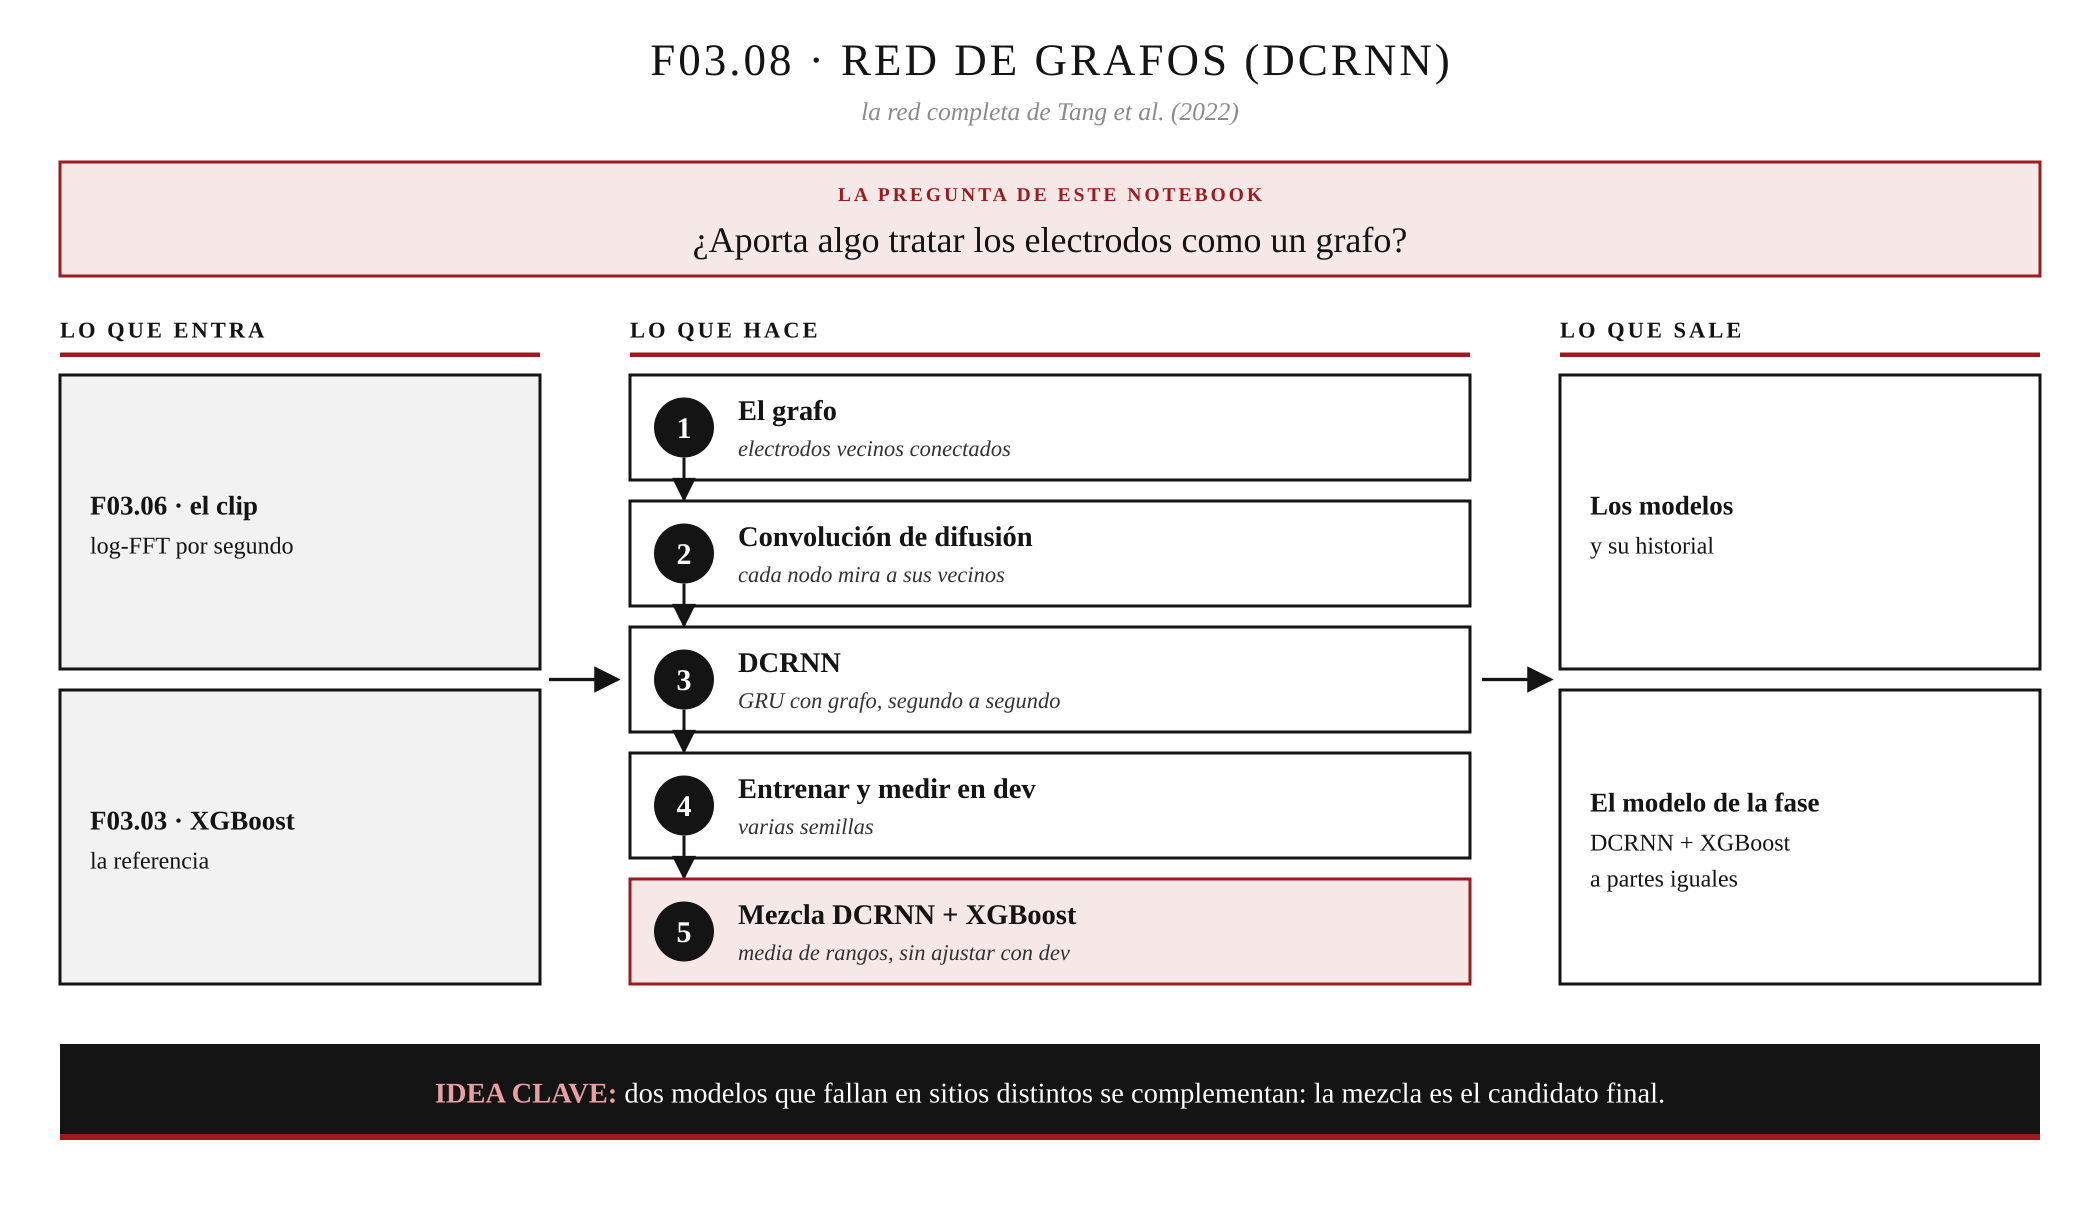 F03.08 · RED DE GRAFOS (DCRNN)
la red completa de Tang et al. (2022)
LA PREGUNTA DE ESTE NOTEBOOK
¿Aporta algo tratar los electrodos como un grafo?
LO QUE ENTRA
F03.06 · el clip
log-FFT por segundo
F03.03 · XGBoost
la referencia
LO QUE HACE
1
El grafo
electrodos vecinos conectados
2
Convolución de difusión
cada nodo mira a sus vecinos
3
DCRNN
GRU con grafo, segundo a segundo
4
Entrenar y medir en dev
varias semillas
5
Mezcla DCRNN + XGBoost
media de rangos, sin ajustar con dev
LO QUE SALE
Los modelos
y su historial
El modelo de la fase
DCRNN + XGBoost
a partes iguales
IDEA CLAVE: dos modelos que fallan en sitios distintos se complementan: la mezcla es el candidato final.